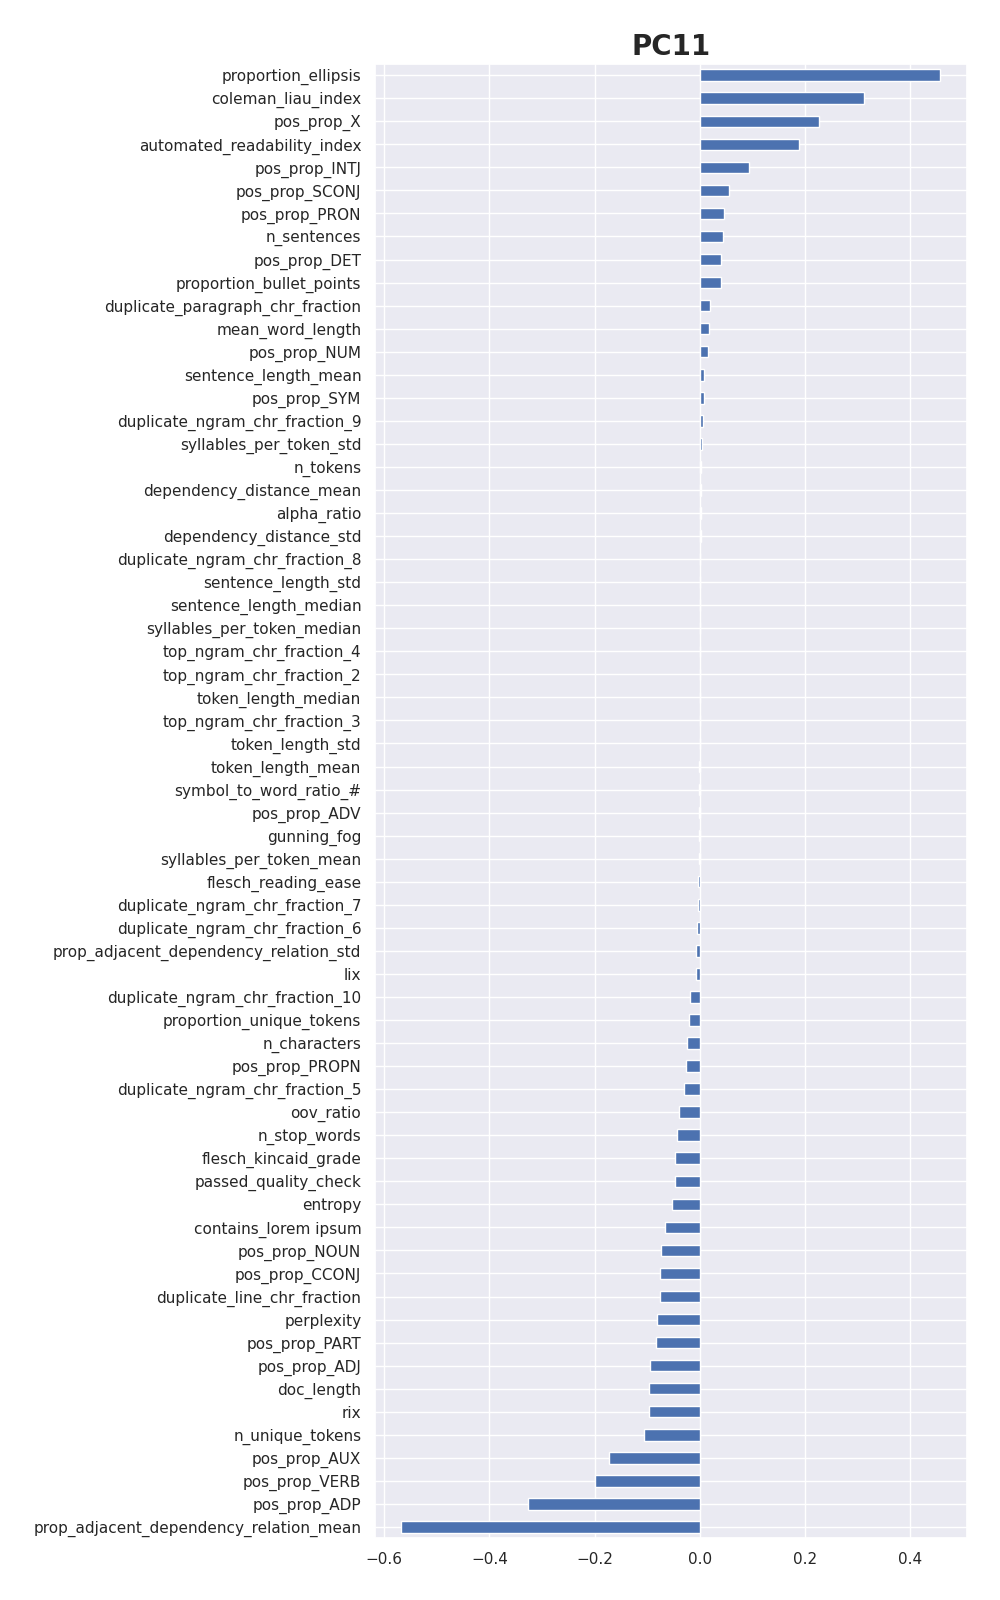 PC11
proportion_ellipsis
coleman_liau_index
pos_prop_X
automated_readability_index
pos_prop_INTJ
pos_prop_SCONJ
pos_prop_PRON
n_sentences
pos_prop_DET
proportion_bullet_points
duplicate_paragraph_chr_fraction
mean_word_length
pos_prop_NUM
sentence_length_mean
pos_prop_SYM
duplicate_ngram_chr_fraction_9
syllables_per_token_std
n_tokens
dependency_distance_mean
alpha_ratio
dependency_distance_std
duplicate_ngram_chr_fraction_8
sentence_length_std
sentence_length_median
syllables_per_token_median
top_ngram_chr_fraction_4
top_ngram_chr_fraction_2
token_length_median
top_ngram_chr_fraction_3
token_length_std
token_length_mean
symbol_to_word_ratio_#
pos_prop_ADV
gunning_fog
syllables_per_token_mean
flesch_reading_ease
duplicate_ngram_chr_fraction_7
duplicate_ngram_chr_fraction_6
prop_adjacent_dependency_relation_std
lix
duplicate_ngram_chr_fraction_10
proportion_unique_tokens
n_characters
pos_prop_PROPN
duplicate_ngram_chr_fraction_5
oov_ratio
n_stop_words
flesch_kincaid_grade
passed_quality_check
entropy
contains_lorem ipsum
pos_prop_NOUN
pos_prop_CCONJ
duplicate_line_chr_fraction
perplexity
pos_prop_PART
pos_prop_ADJ
doc_length
rix
n_unique_tokens
pos_prop_AUX
pos_prop_VERB
pos_prop_ADP
prop_adjacent_dependency_relation_mean
−0.6 −0.4 −0.2 0.0 0.2 0.4